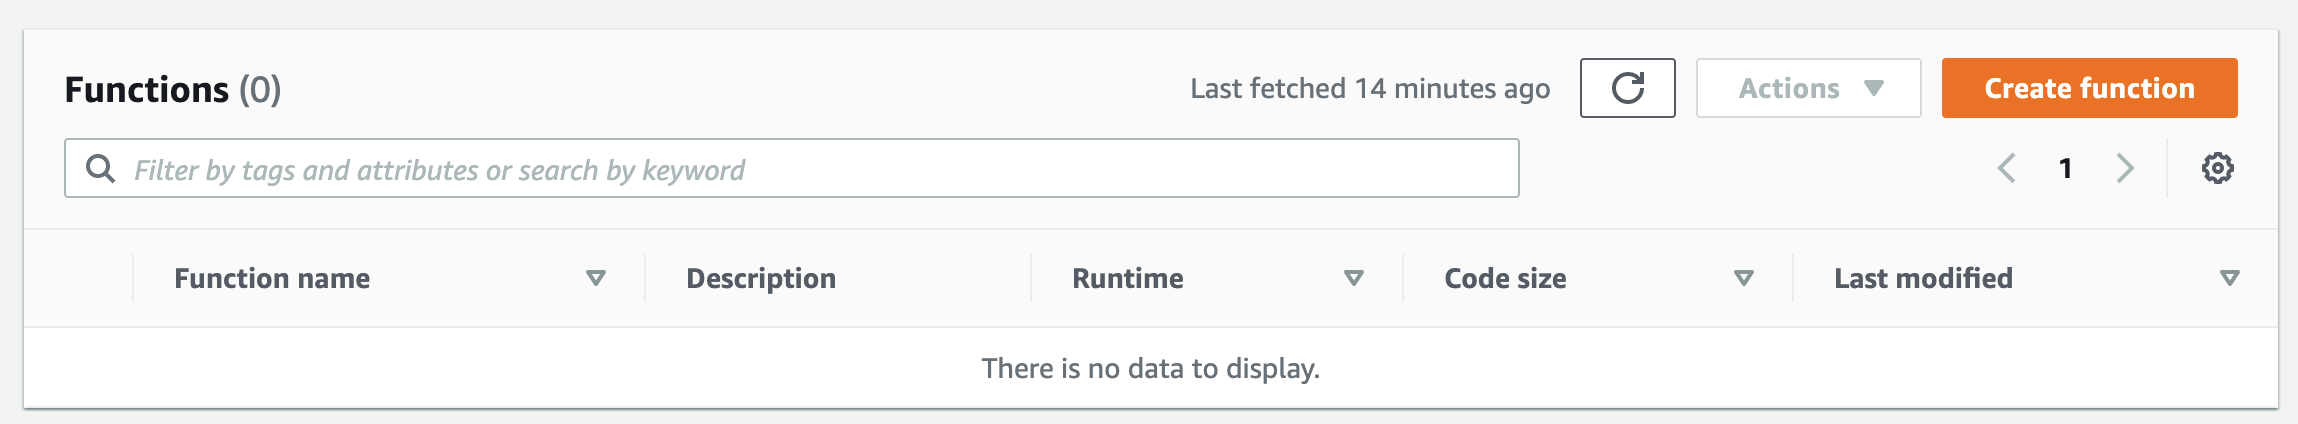 Functions (0)
Last fetched 14 minutes ago
Actions
Create function
Filter by tags and attributes or search by keyword
1
Function name
Description
Runtime
Code size
Last modified
There is no data to display.